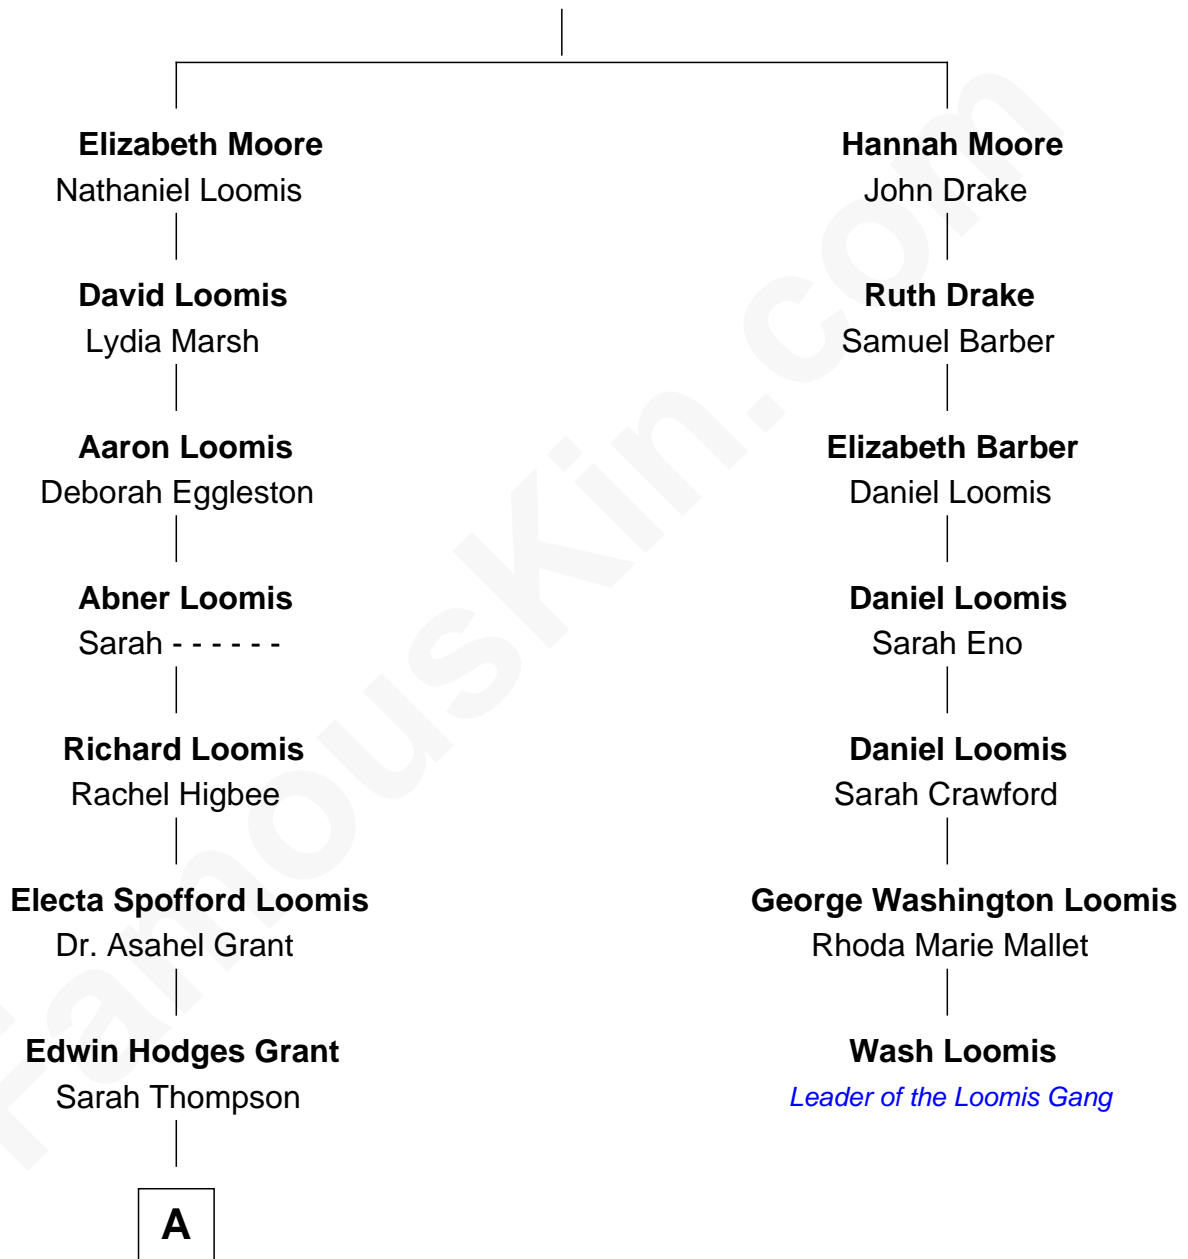 Elizabeth Moore
Nathaniel Loomis
David Loomis
Lydia Marsh
Aaron Loomis
Deborah Eggleston
Abner Loomis
Sarah - - - - - -
Richard Loomis
Rachel Higbee
Electa Spofford Loomis
Dr. Asahel Grant
Edwin Hodges Grant
Sarah Thompson
A
Hannah Moore
John Drake
Ruth Drake
Samuel Barber
Elizabeth Barber
Daniel Loomis
Daniel Loomis
Sarah Eno
Daniel Loomis
Sarah Crawford
George Washington Loomis
Rhoda Marie Mallet
Wash Loomis
Leader of the Loomis Gang
FamousKin.com